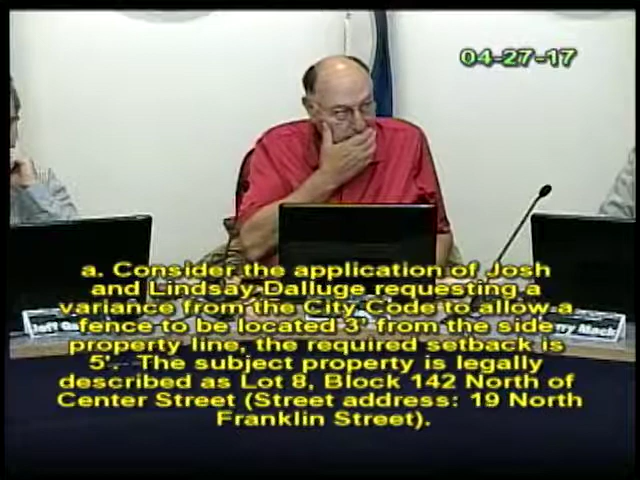 04-27-17
a. Consider the application of Josh
and Lindsay Dalluge requesting a
variance from the City Code to allow a
fence to be located 3' from the side
property line, the required setback is
5'. The subject property is legally
described as Lot 8, Block 142 North of
Center Street (Street address: 19 North
Franklin Street).
Jeff
Mack